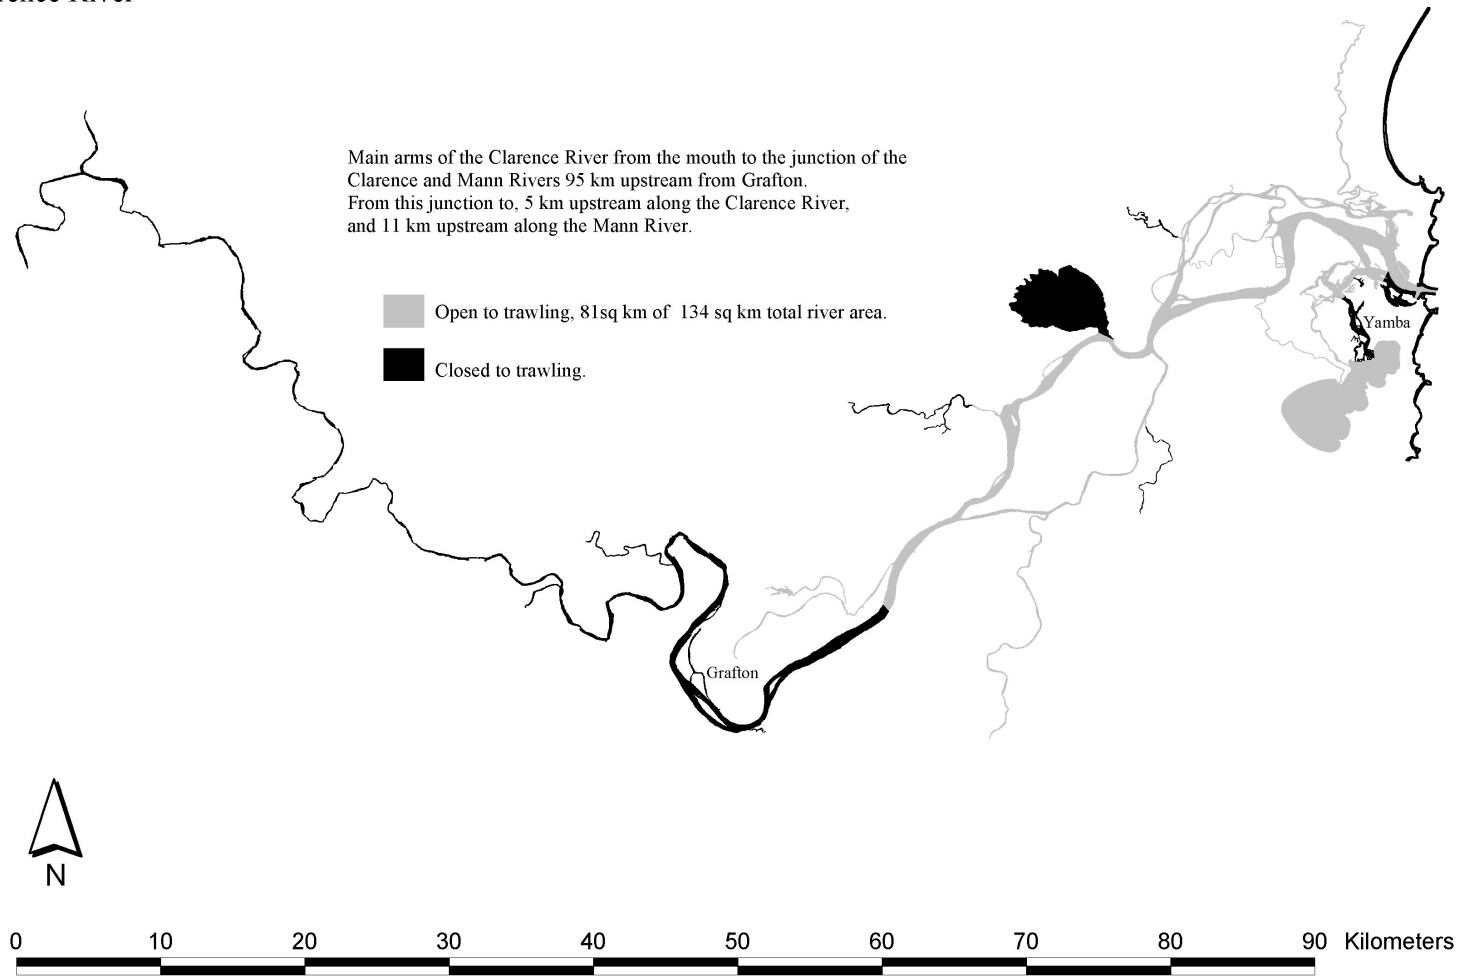 River
Main arms of the Clarence River from the mouth to the junction of the
Clarence and Mann Rivers 95 km upstream from Grafton.
From this junction to, 5 km upstream along the Clarence River,
and 11 km upstream along the Mann River.
Open to trawling, 81sq km of 134 sq km total river area.
Closed to trawling.
Yamba
Grafton
N
0 10 20 30 40 50 60 70 80 90 Kilometers